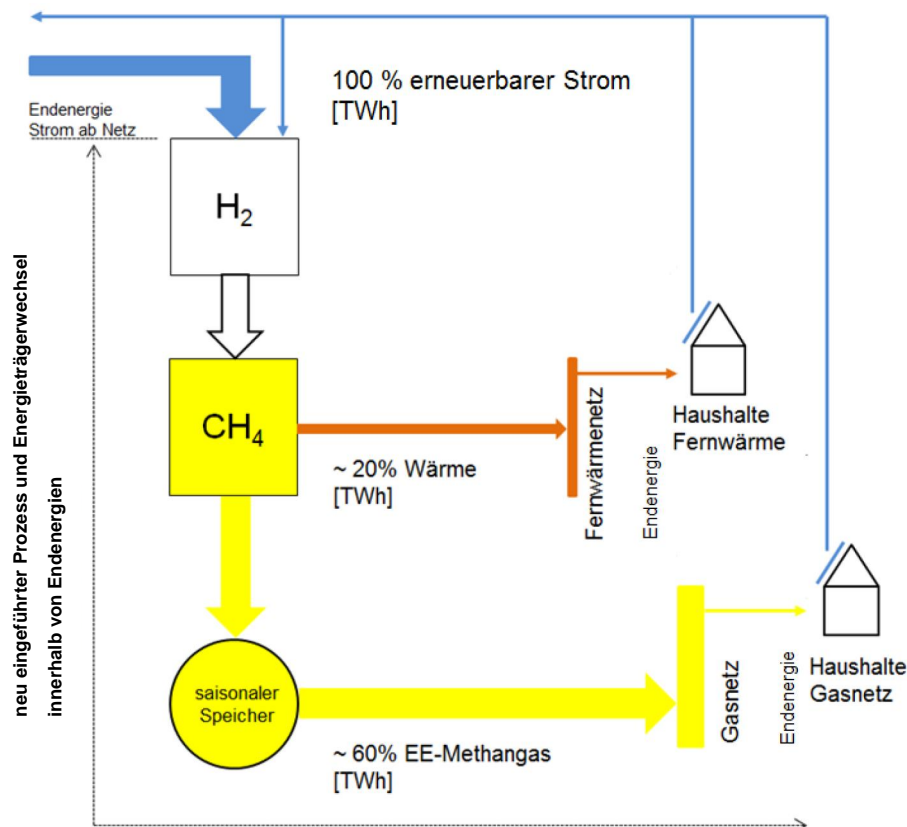 100 % erneuerbarer Strom
[TWh]
Endenergie
Strom ab Netz
H₂
neu eingeführter Prozess und Energieträgerwechsel
innerhalb von Endenergien
CH₄
~ 20% Wärme
[TWh]
Fernwärmenetz
Endenergie
Haushalte
Fernwärme
saisonaler
Speicher
~ 60% EE-Methangas
[TWh]
Gasnetz
Endenergie
Haushalte
Gasnetz